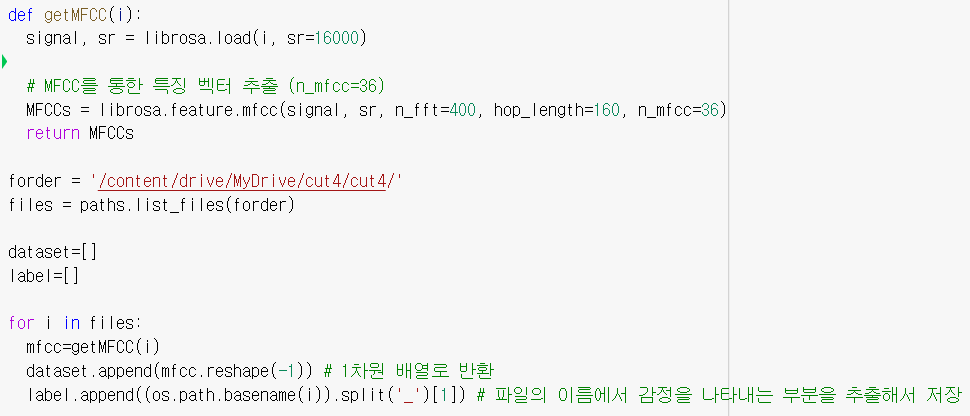 def getMFCC(i):
  signal, sr = librosa.load(i, sr=16000)
  # MFCC를 통한 특징 벡터 추출 (n_mfcc=36)
  MFCCs = librosa.feature.mfcc(signal, sr, n_fft=400, hop_length=160, n_mfcc=36)
  return MFCCs
forder = '/content/drive/MyDrive/cut4/cut4/'
files = paths.list_files(forder)
dataset=[]
label=[]
for i in files:
  mfcc=getMFCC(i)
  dataset.append(mfcc.reshape(-1)) # 1차원 배열로 반환
  label.append((os.path.basename(i)).split('_')[1]) # 파일의 이름에서 감정을 나타내는 부분을 추출해서 저장